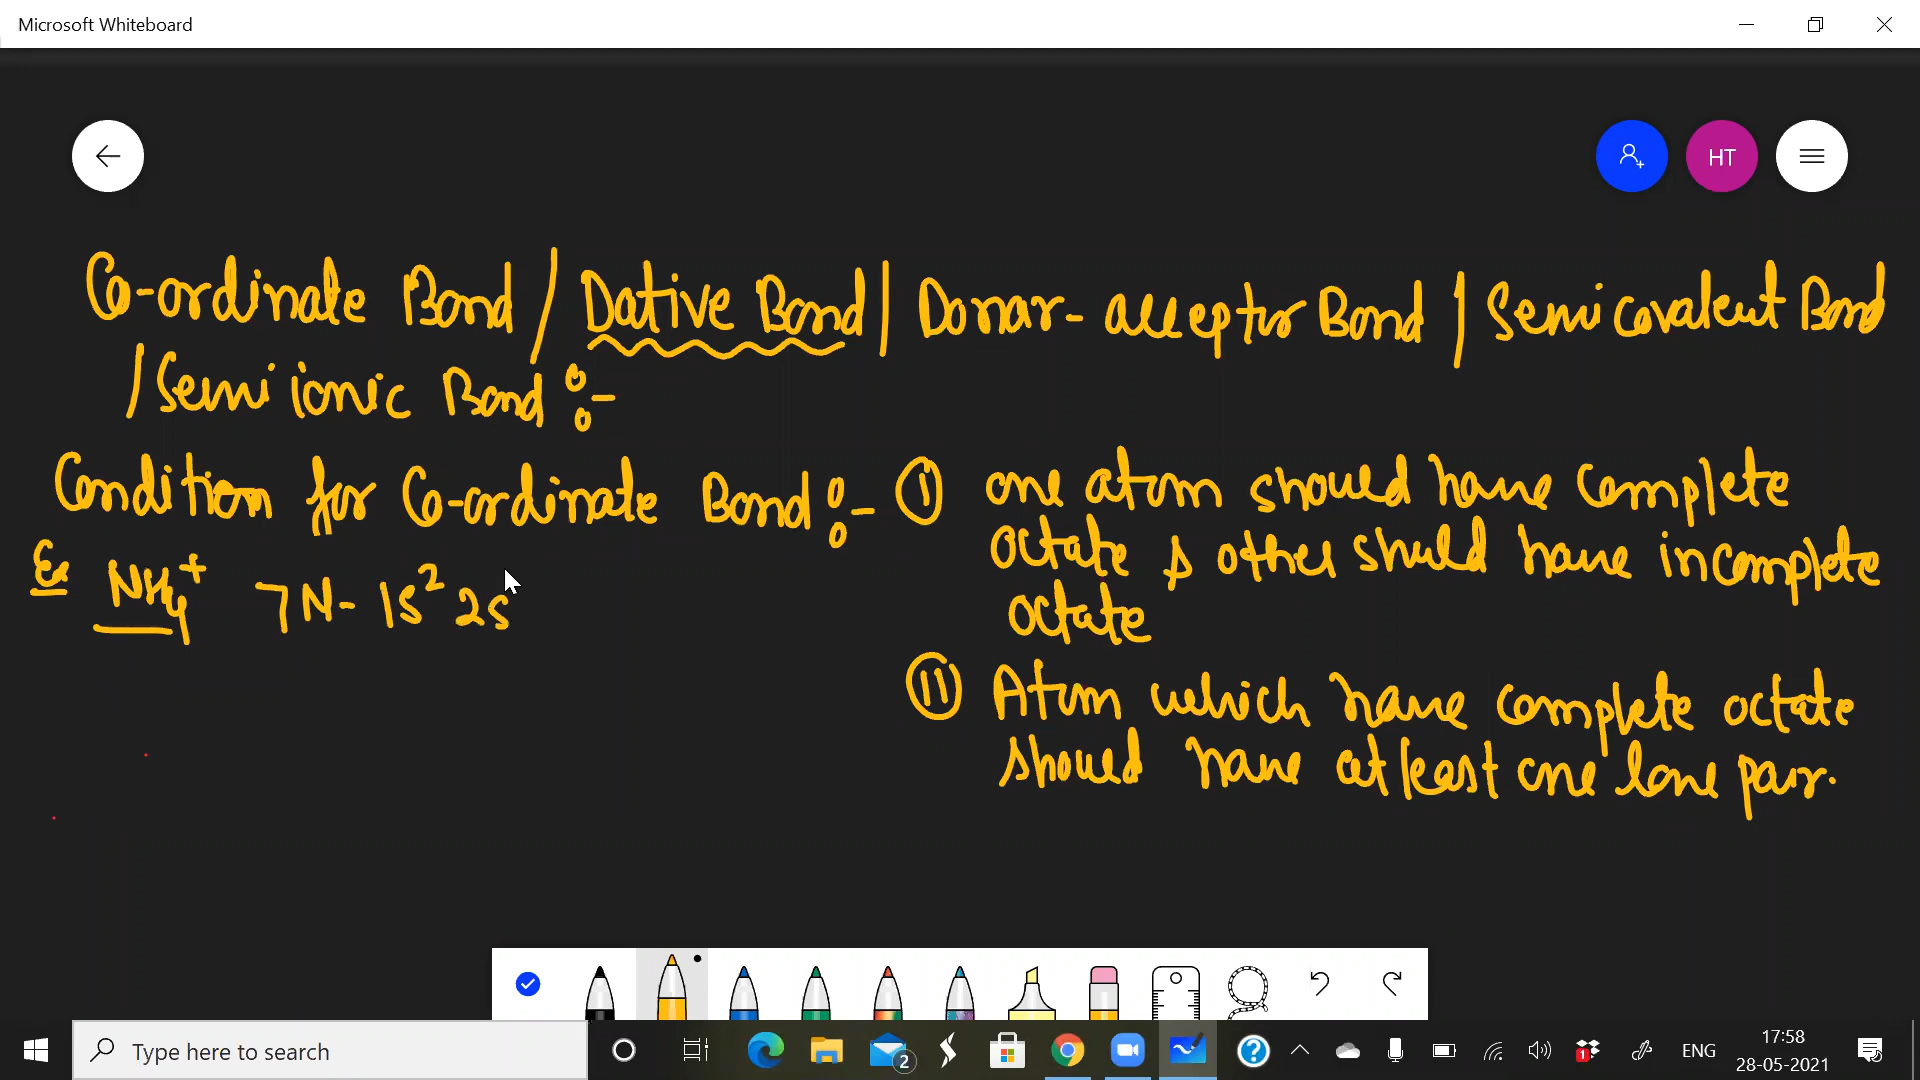 Microsoft Whiteboard
HT
Co-ordinate Bond / Dative Bond / Donar-acceptor Bond / Semicovalent Bond
/ Semi ionic Bond :-
Condition for Co-ordinate Bond :- (I) one atom should have complete
octate & other should have incomplete
octate
Ex NH4+ 7N- 1s² 2s
(II) Atom which have complete octate
should have atleast one lone pair.
Type here to search
2
1
ENG
17:58
28-05-2021